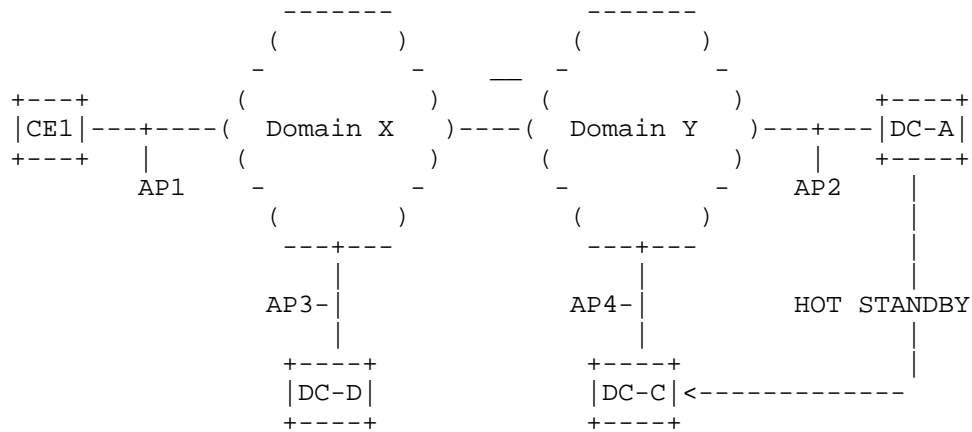 CE1 Domain X Domain Y DC-A
AP1 AP2
AP3 AP4 HOT STANDBY
DC-D DC-C